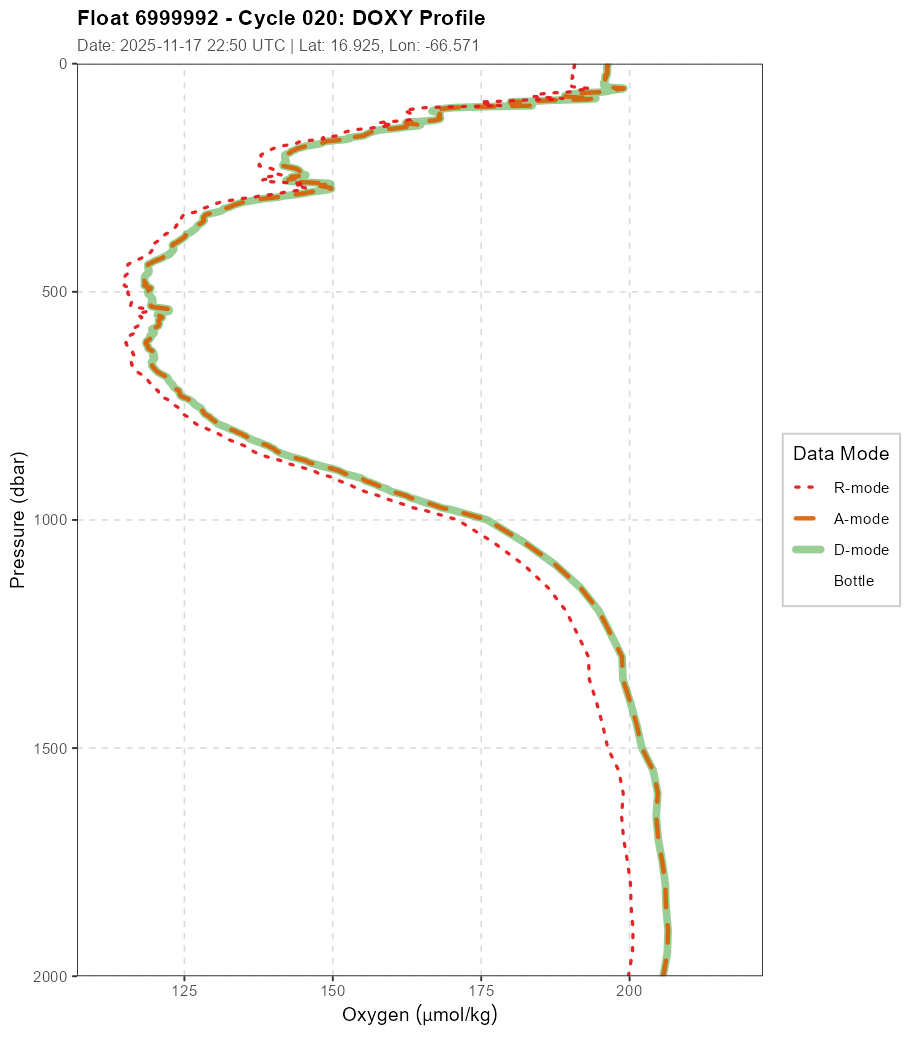 Float 6999992 - Cycle 020: DOXY Profile
Date: 2025-11-17 22:50 UTC | Lat: 16.925, Lon: -66.571
0
500
1000
1500
2000
Pressure (dbar)
125
150
175
200
Oxygen (μmol/kg)
Data Mode
R-mode
A-mode
D-mode
Bottle